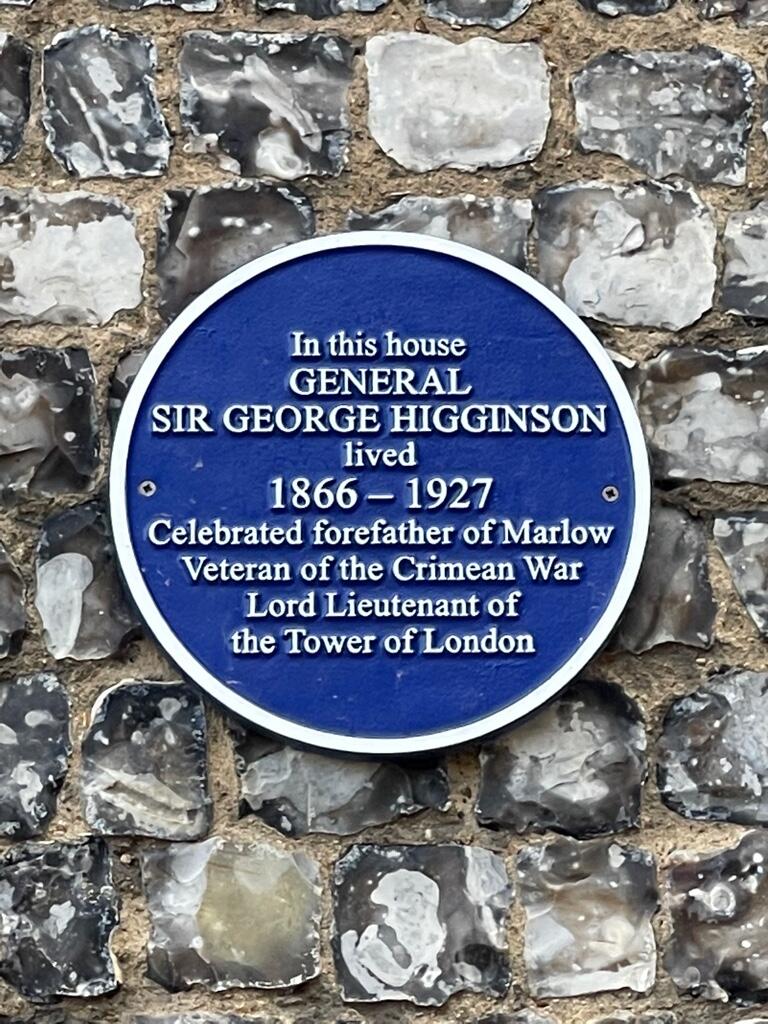 In this house
GENERAL
SIR GEORGE HIGGINSON
lived
1866 – 1927
Celebrated forefather of Marlow
Veteran of the Crimean War
Lord Lieutenant of
the Tower of London